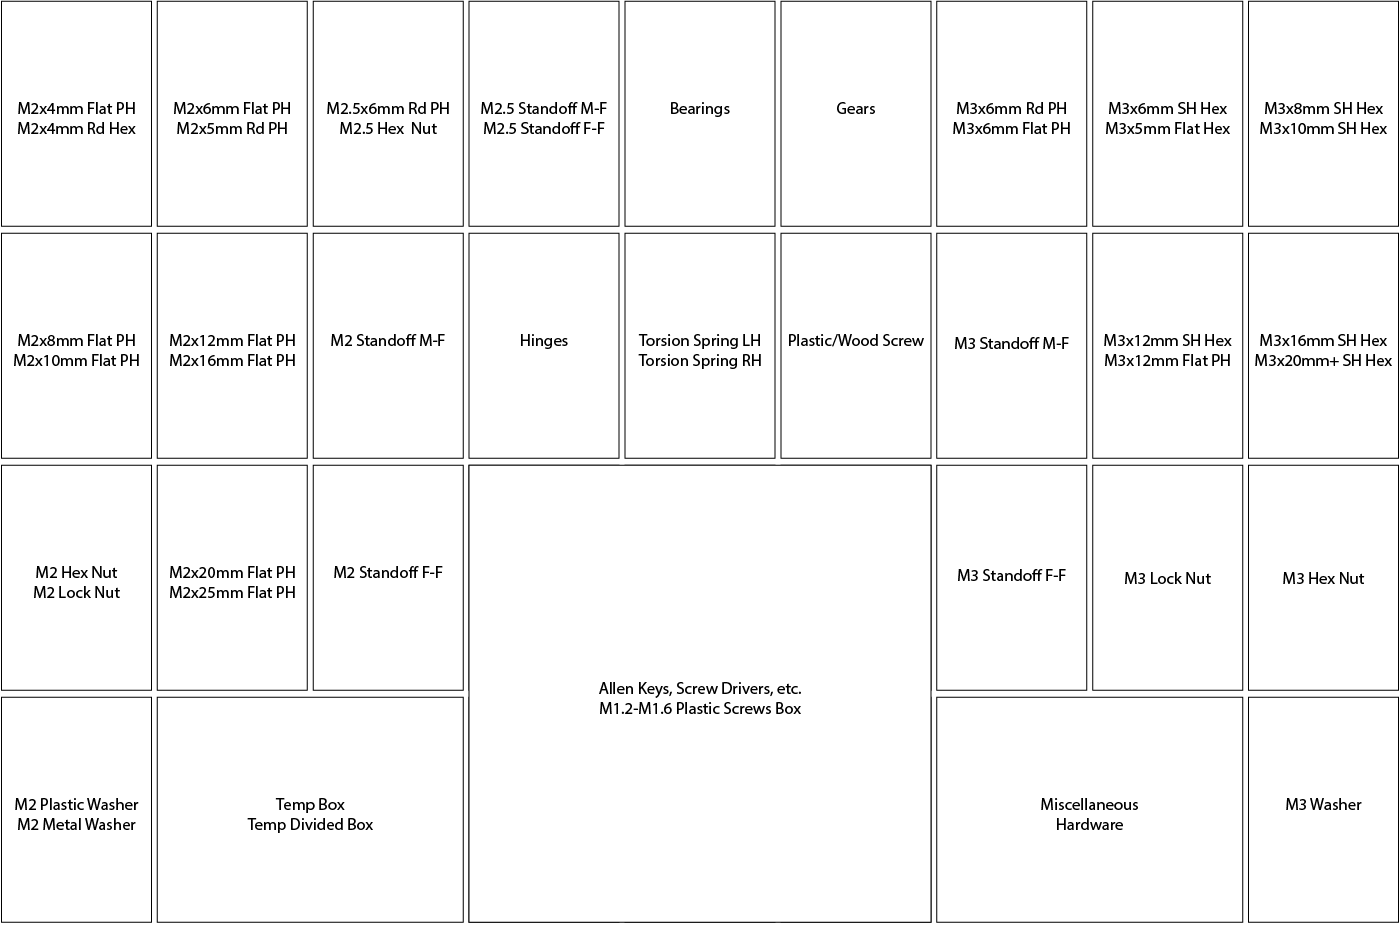 M2x4mm Flat PH
M2x4mm Rd Hex
M2x6mm Flat PH
M2x5mm Rd PH
M2.5x6mm Rd PH
M2.5 Hex  Nut
M2.5 Standoff M-F
M2.5 Standoff F-F
Bearings
Gears
M3x6mm Rd PH
M3x6mm Flat PH
M3x6mm SH Hex
M3x5mm Flat Hex
M3x8mm SH Hex
M3x10mm SH Hex
M2x8mm Flat PH
M2x10mm Flat PH
M2x12mm Flat PH
M2x16mm Flat PH
M2 Standoff M-F
Hinges
Torsion Spring LH
Torsion Spring RH
Plastic/Wood Screw
M3 Standoff M-F
M3x12mm SH Hex
M3x12mm Flat PH
M3x16mm SH Hex
M3x20mm+ SH Hex
M2 Hex Nut
M2 Lock Nut
M2x20mm Flat PH
M2x25mm Flat PH
M2 Standoff F-F
Allen Keys, Screw Drivers, etc.
M1.2-M1.6 Plastic Screws Box
M3 Standoff F-F
M3 Lock Nut
M3 Hex Nut
M2 Plastic Washer
M2 Metal Washer
Temp Box
Temp Divided Box
Miscellaneous
Hardware
M3 Washer